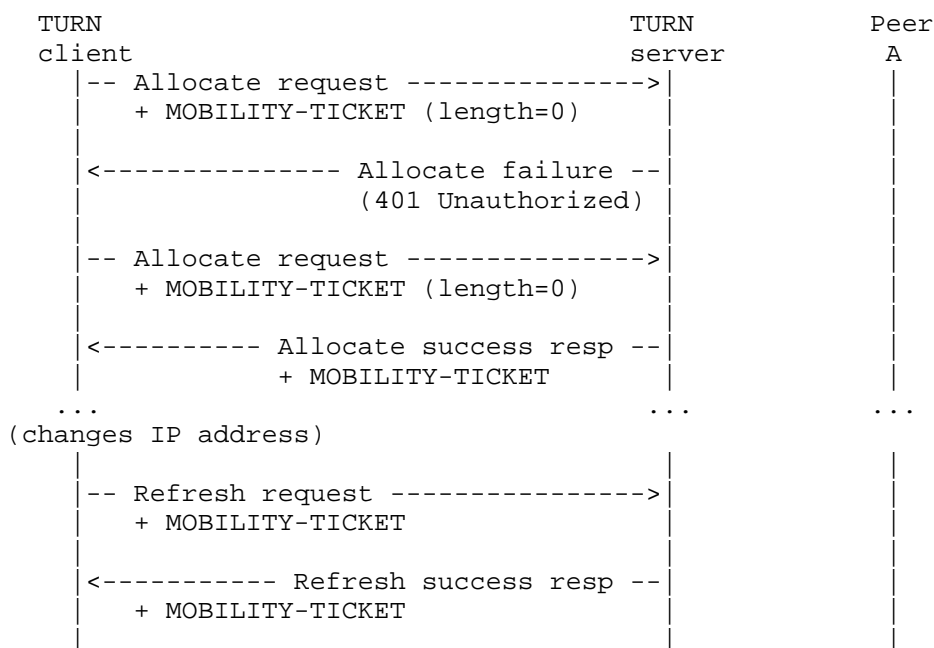 TURN                                 TURN          Peer
client                               server         A
|-- Allocate request --------------->|             |
|   + MOBILITY-TICKET (length=0)     |             |
|                                    |             |
|<--------------- Allocate failure --|             |
|                 (401 Unauthorized) |             |
|                                    |             |
|-- Allocate request --------------->|             |
|   + MOBILITY-TICKET (length=0)     |             |
|                                    |             |
|<---------- Allocate success resp --|             |
|            + MOBILITY-TICKET       |             |
...                                  ...           ...
(changes IP address)
|                                    |             |
|-- Refresh request ---------------->|             |
|   + MOBILITY-TICKET                |             |
|                                    |             |
|<----------- Refresh success resp --|             |
|   + MOBILITY-TICKET                |             |
|                                    |             |